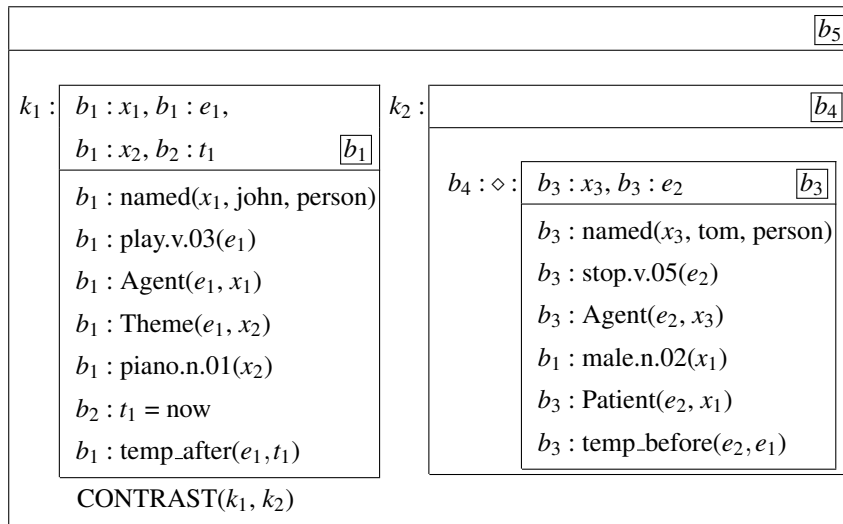 b₅
k₁ : b₁ : x₁, b₁ : e₁,
b₁ : x₂, b₂ : t₁ b₁
b₁ : named(x₁, john, person)
b₁ : play.v.03(e₁)
b₁ : Agent(e₁, x₁)
b₁ : Theme(e₁, x₂)
b₁ : piano.n.01(x₂)
b₂ : t₁ = now
b₁ : temp_after(e₁,t₁)
k₂ : b₄
b₄ : ⋄ : b₃ : x₃, b₃ : e₂ b₃
b₃ : named(x₃, tom, person)
b₃ : stop.v.05(e₂)
b₃ : Agent(e₂, x₃)
b₁ : male.n.02(x₁)
b₃ : Patient(e₂, x₁)
b₃ : temp_before(e₂,e₁)
CONTRAST(k₁, k₂)